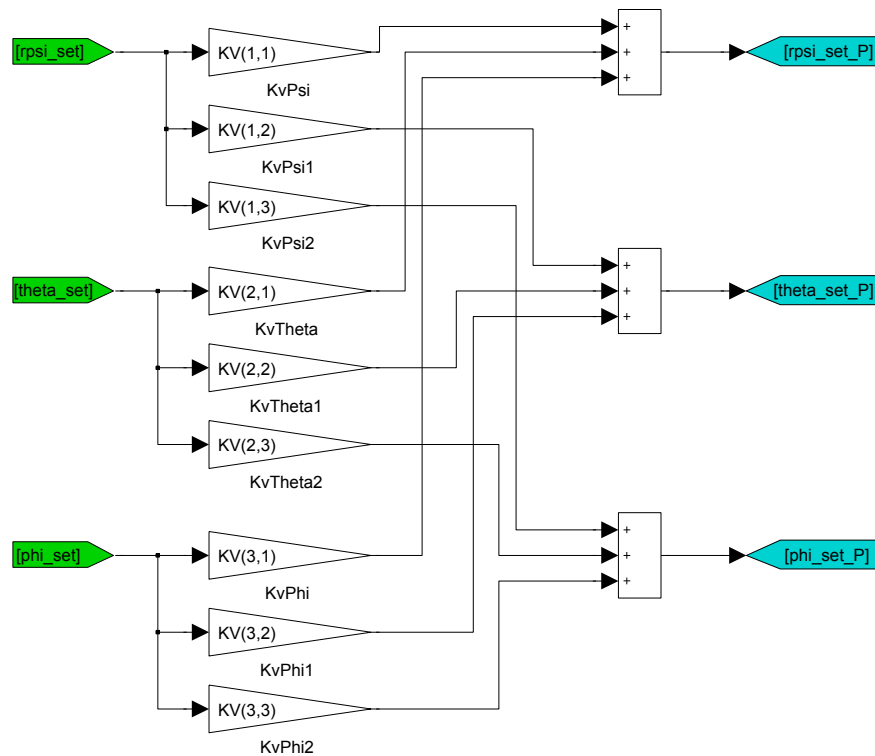 [rpsi_set]
KV(1,1)
KvPsi
KV(1,2)
KvPsi1
KV(1,3)
KvPsi2
[theta_set]
KV(2,1)
KvTheta
KV(2,2)
KvTheta1
KV(2,3)
KvTheta2
[phi_set]
KV(3,1)
KvPhi
KV(3,2)
KvPhi1
KV(3,3)
KvPhi2
+
+
+
[rpsi_set_P]
+
+
+
[theta_set_P]
+
+
+
[phi_set_P]